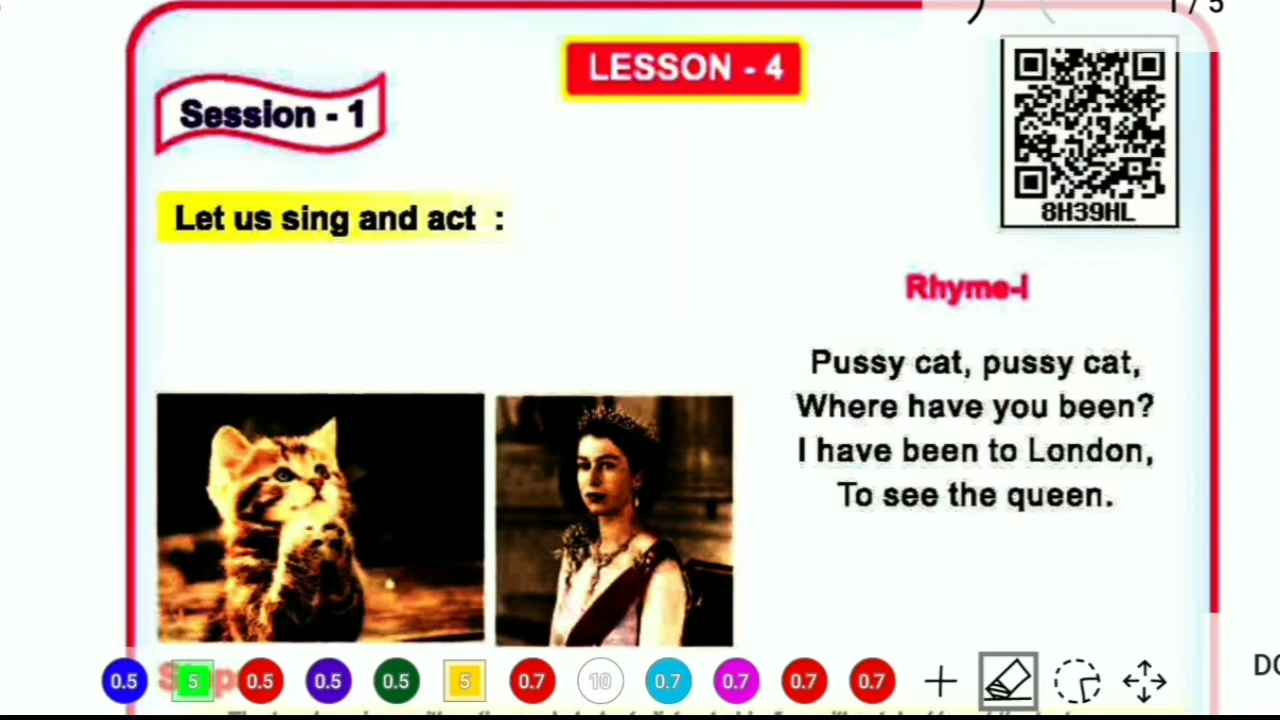 1 / 5
LESSON - 4
Session - 1
8H39HL
Let us sing and act :
Rhyme-I
Pussy cat, pussy cat,
Where have you been?
I have been to London,
To see the queen.
0.5 5 0.5 0.5 0.5 5 0.7 10 0.7 0.7 0.7 0.7